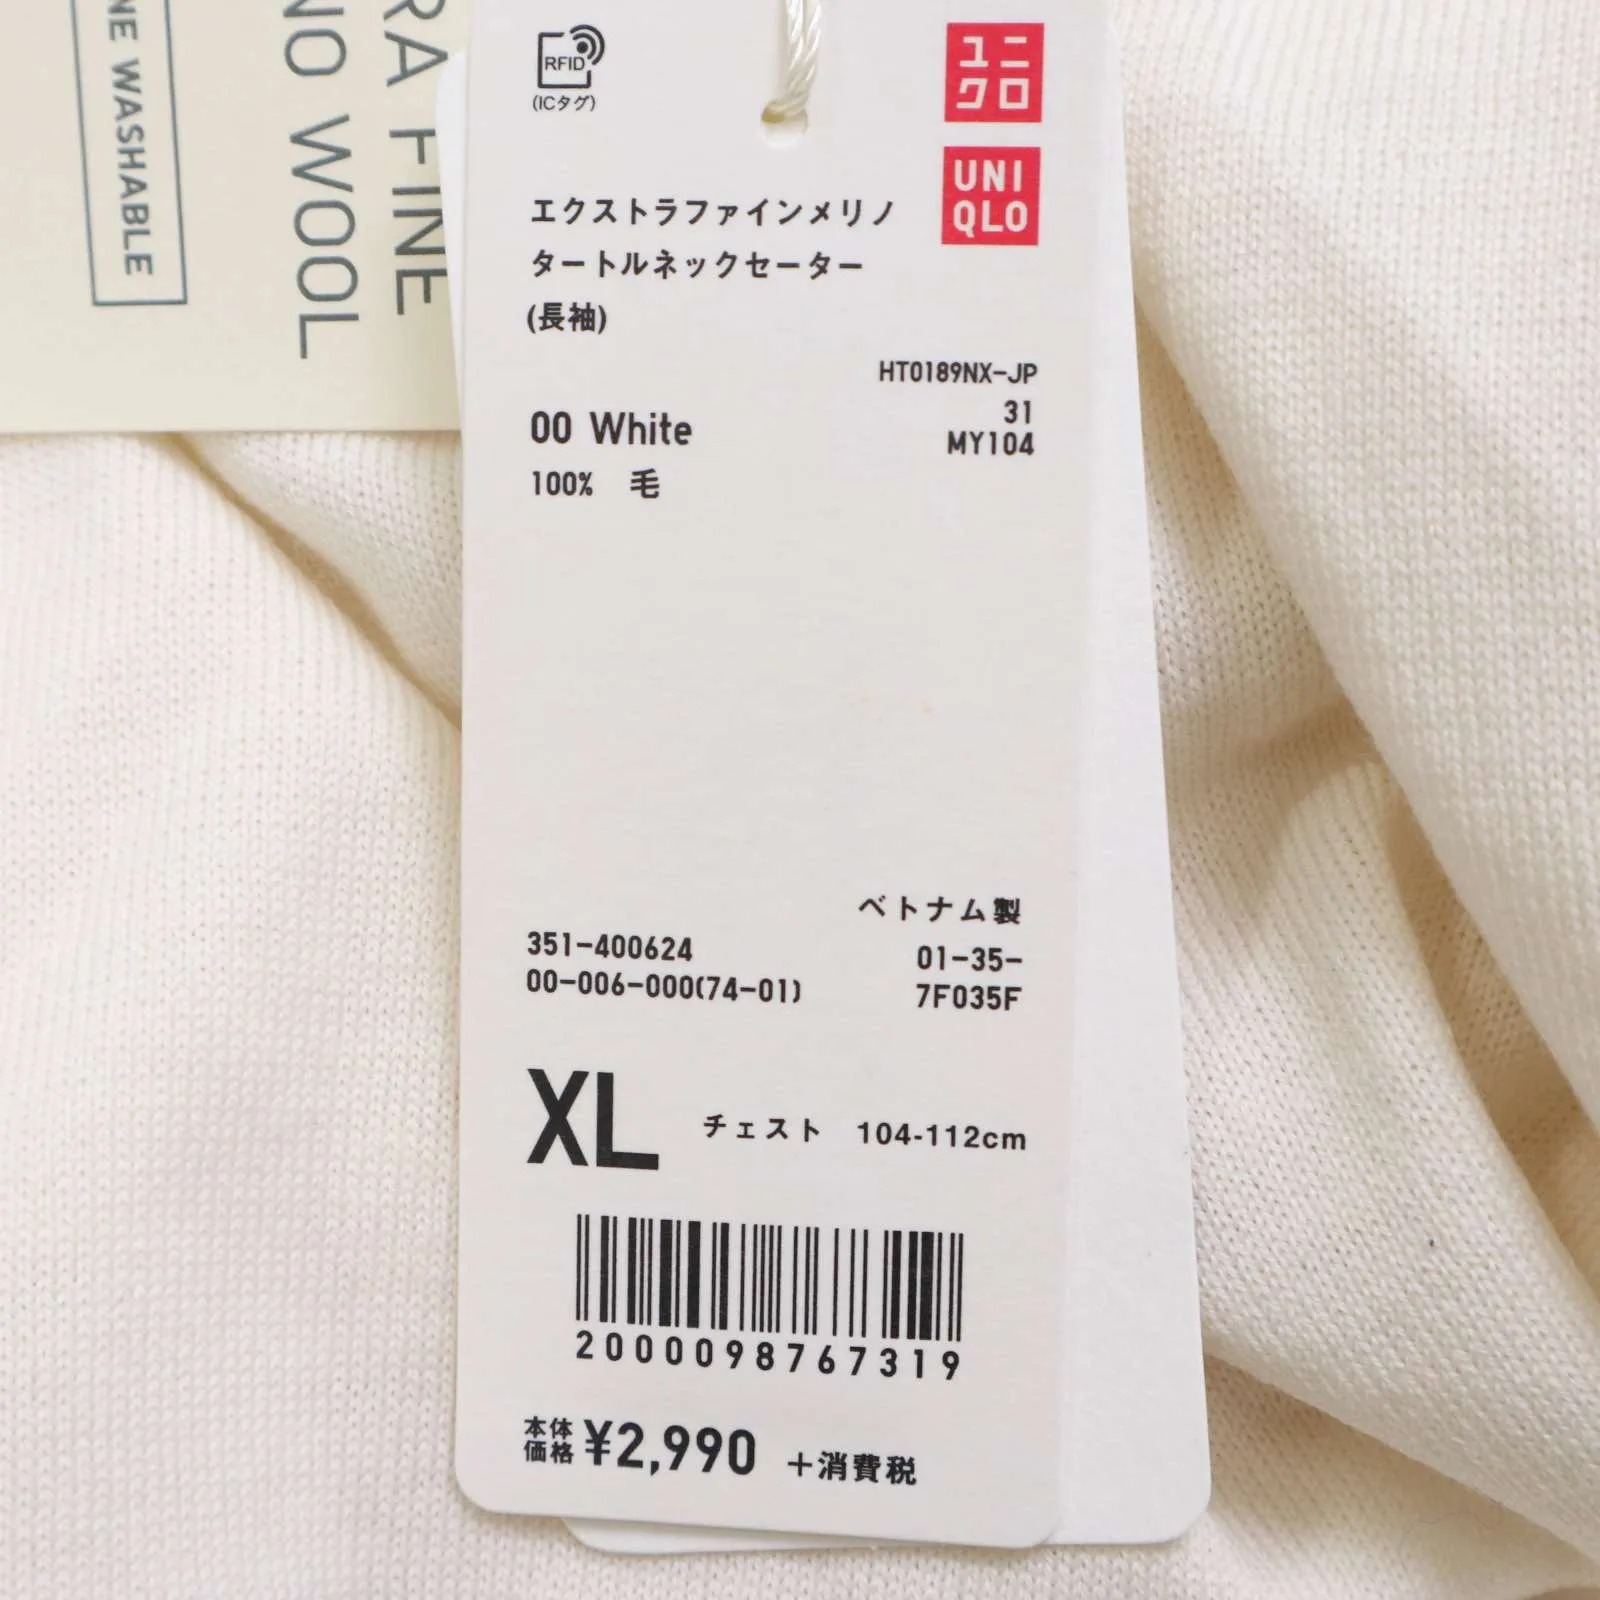 RA FINE
NO WOOL
NE WASHABLE
RFID
(ICタグ)
ユニ
クロ
UNI
QLO
エクストラファインメリノ
タートルネックセーター
(長袖)
HT0189NX-JP
31
MY104
00 White
100% 毛
ベトナム製
351-400624
01-35-
00-006-000(74-01)
7F035F
XL チェスト 104-112cm
2000098767319
本体
価格 ¥2,990 +消費税